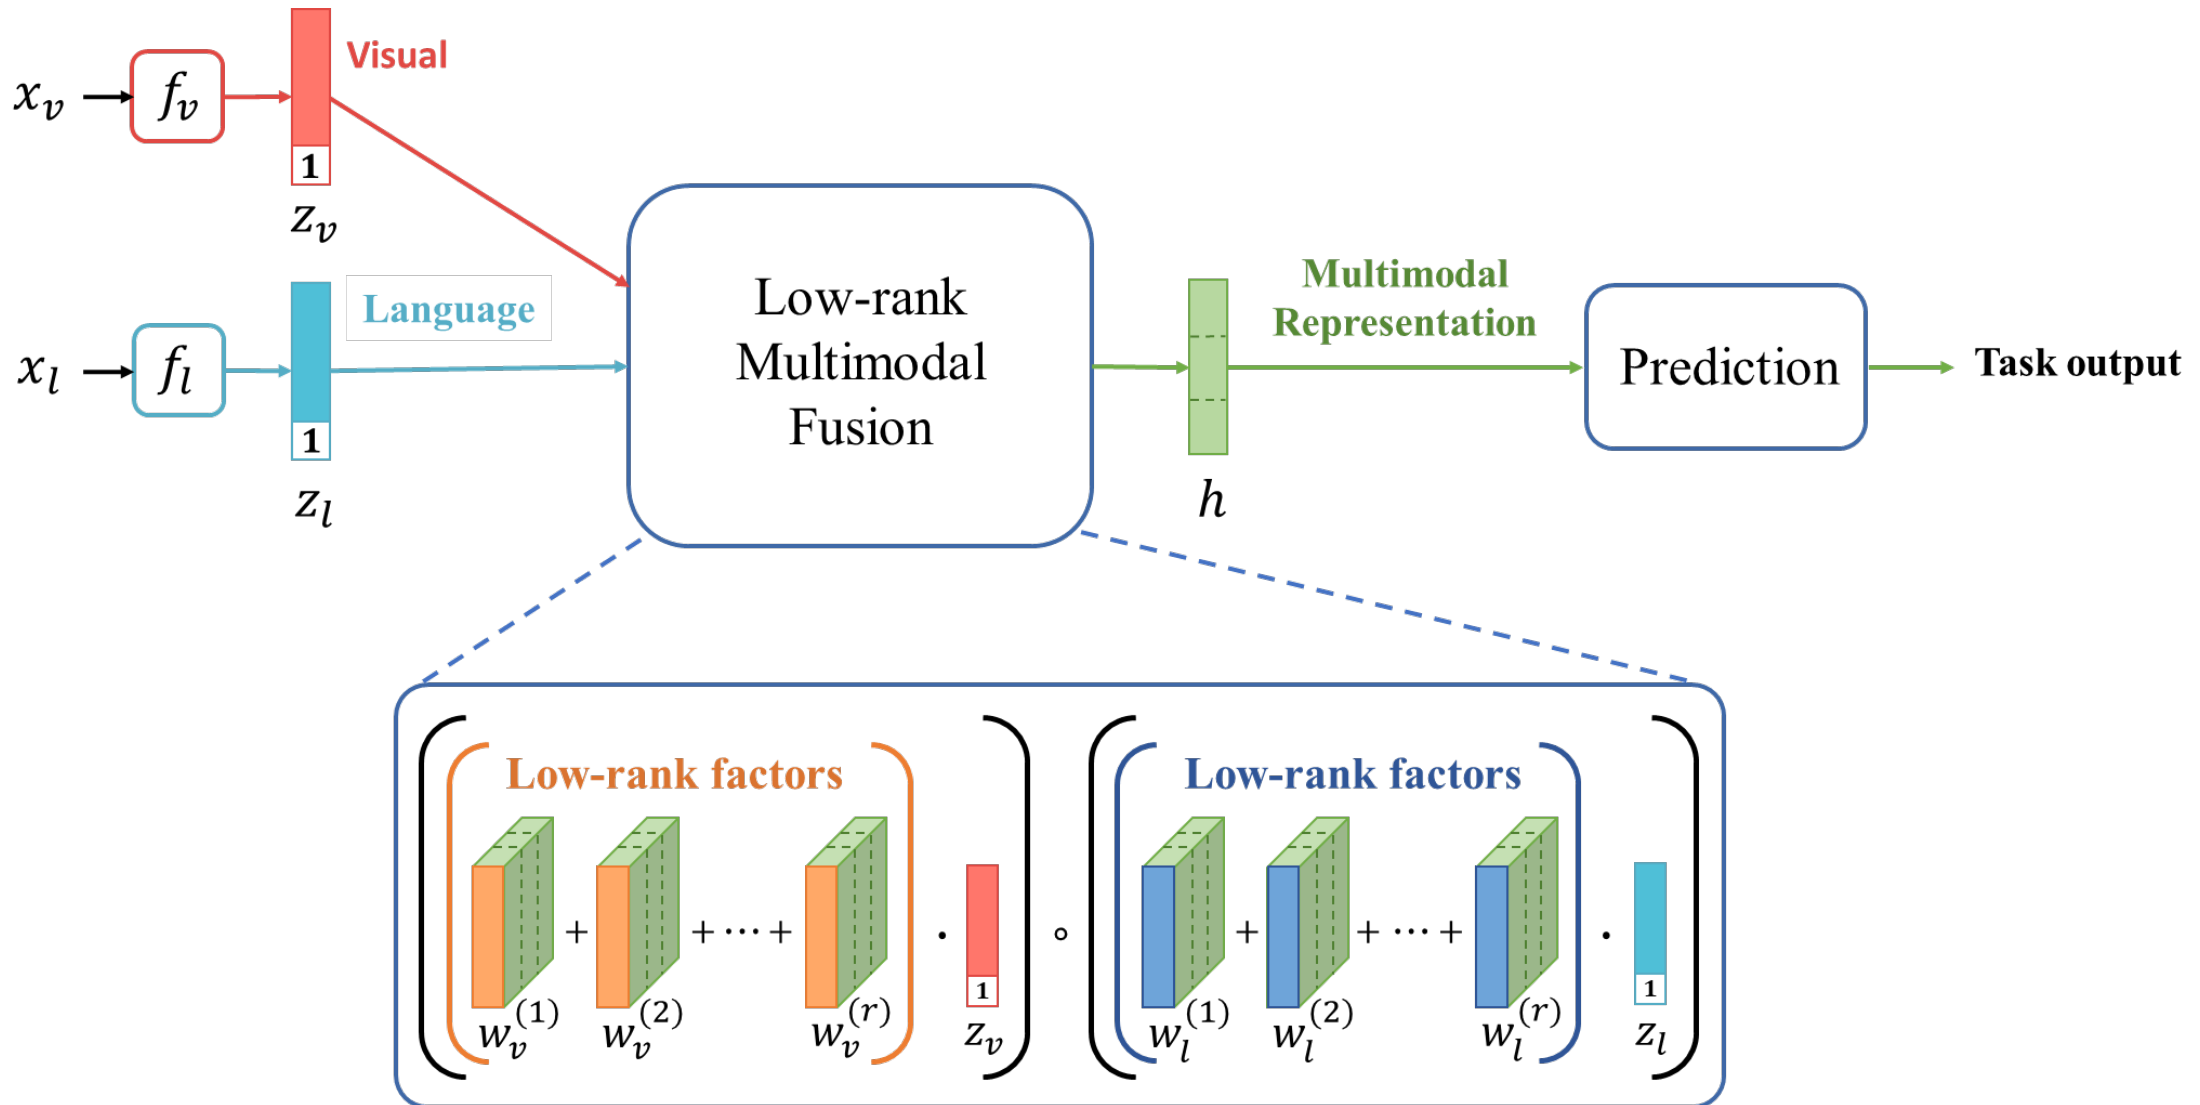 Visual
x_v
f_v
1
z_v
Language
x_l
f_l
1
z_l
Low-rank
Multimodal
Fusion
h
Multimodal
Representation
Prediction
Task output
Low-rank factors
w_v^(1) + w_v^(2) + ⋯ + w_v^(r) · 1 z_v
∘
Low-rank factors
w_l^(1) + w_l^(2) + ⋯ + w_l^(r) · 1 z_l